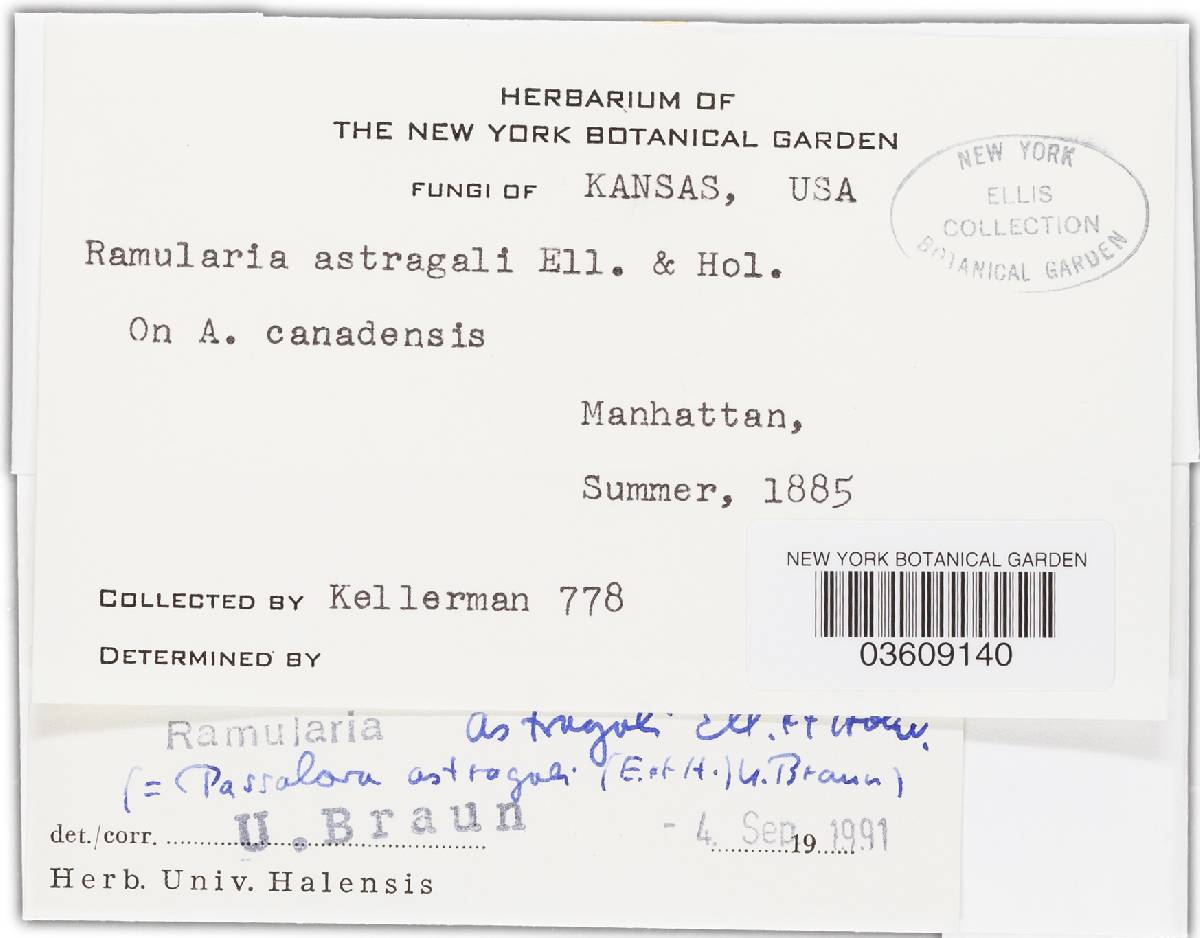 HERBARIUM OF
THE NEW YORK BOTANICAL GARDEN
FUNGI OF KANSAS, USA
NEW YORK
ELLIS
COLLECTION
BOTANICAL GARDEN
Ramularia astragali Ell. & Hol.
On A. canadensis
Manhattan,
Summer, 1885
NEW YORK BOTANICAL GARDEN
03609140
COLLECTED BY Kellerman 778
DETERMINED BY
Ramularia astragali Ell. et Holw.
(= Passalora astragali (E. et H.) U. Braun)
det./corr. U. Braun - 4. Sep. 19 1991
Herb. Univ. Halensis